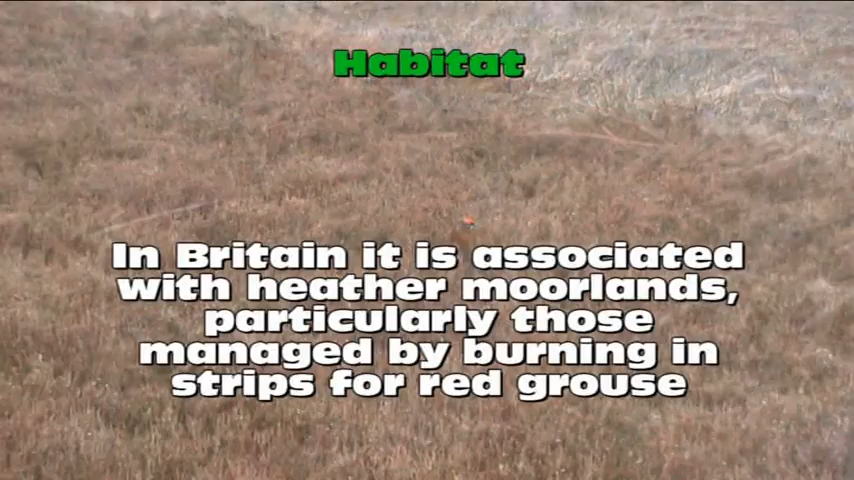 Habitat
In Britain it is associated
with heather moorlands,
particularly those
managed by burning in
strips for red grouse